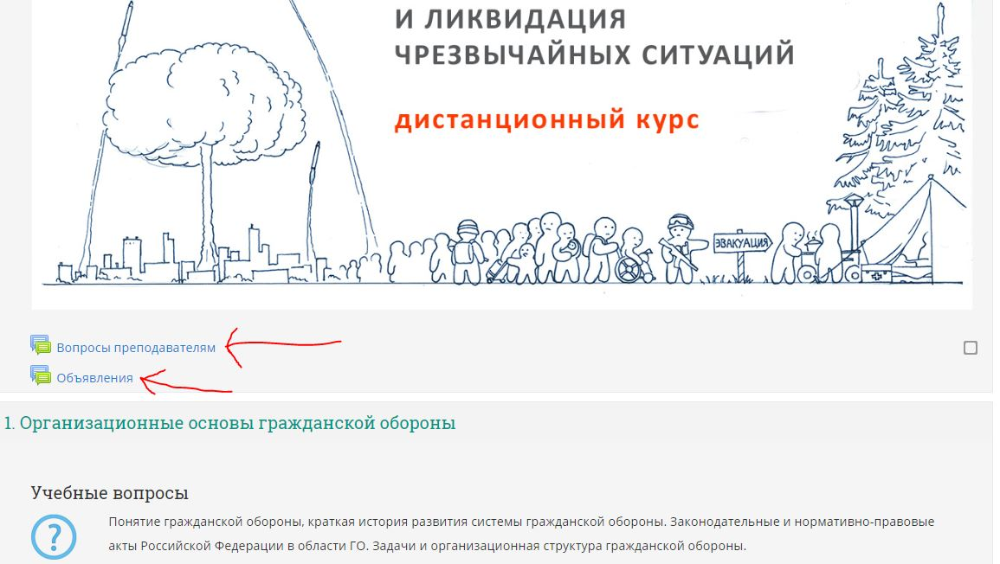 И ЛИКВИДАЦИЯ
ЧРЕЗВЫЧАЙНЫХ СИТУАЦИЙ
дистанционный курс
ЭВАКУАЦИЯ
Вопросы преподавателям
Объявления
1. Организационные основы гражданской обороны
Учебные вопросы
Понятие гражданской обороны, краткая история развития системы гражданской обороны. Законодательные и нормативно-правовые
акты Российской Федерации в области ГО. Задачи и организационная структура гражданской обороны.